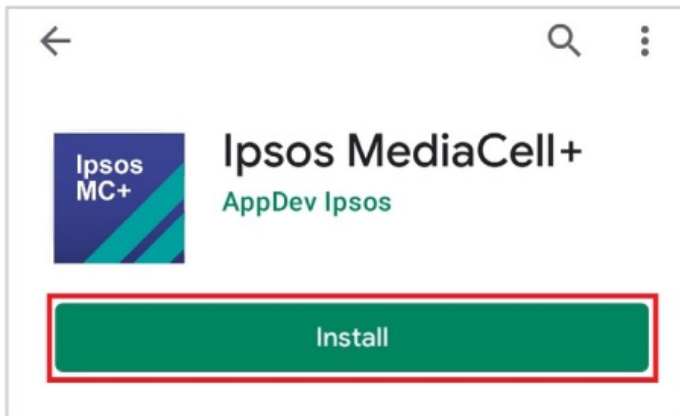 Ipsos
MC+
Ipsos MediaCell+
AppDev Ipsos
Install